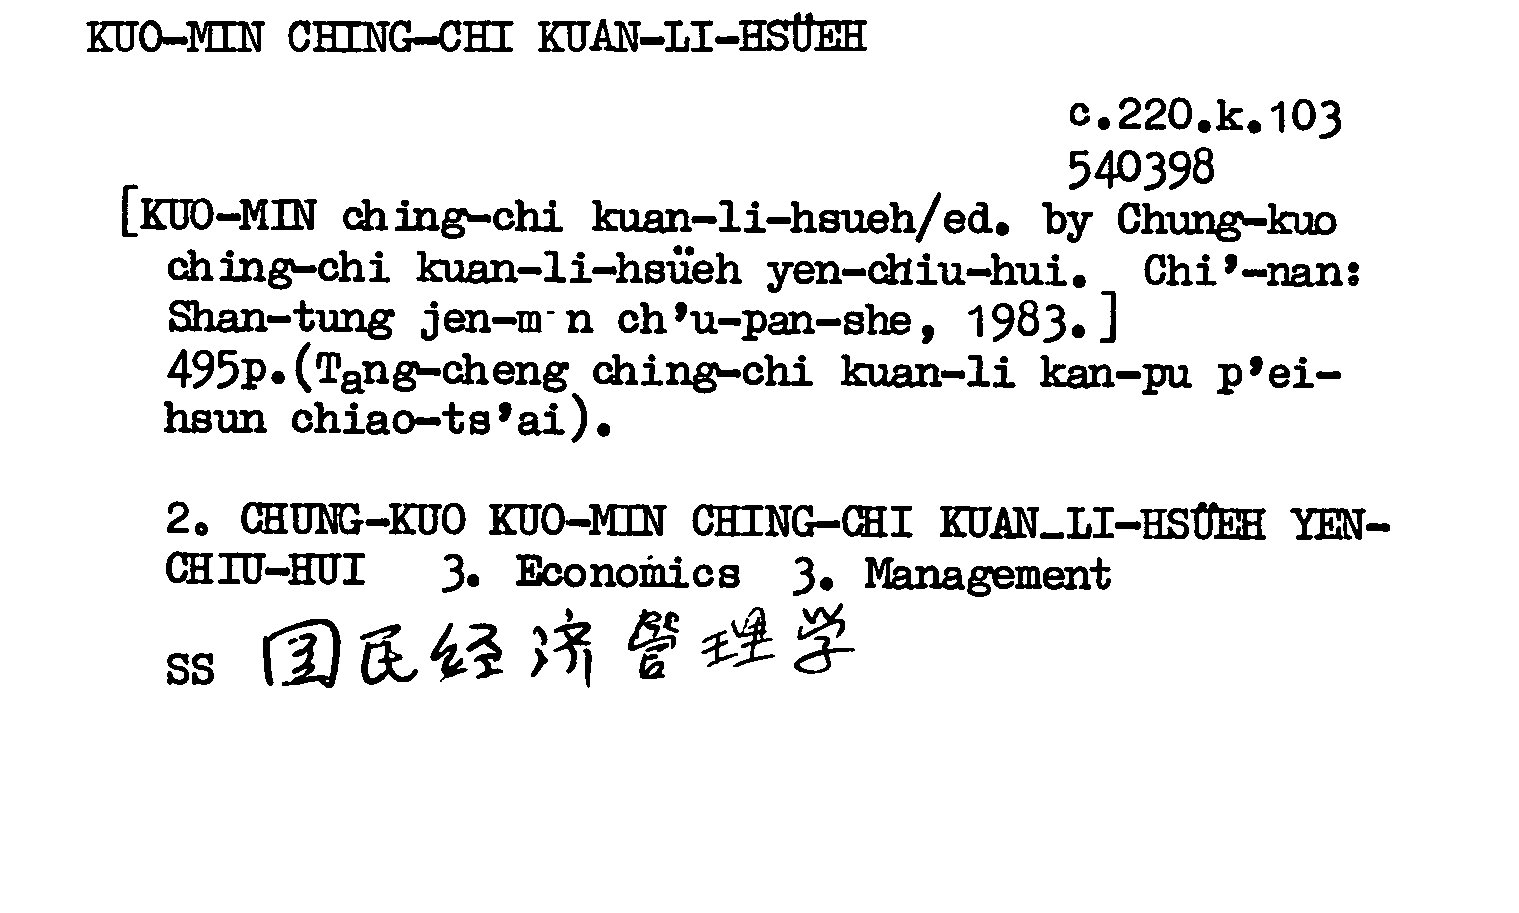 KUO-MIN CHING-CHI KUAN-LI-HSÜEH
c.220.k.103
540398
[KUO-MIN ching-chi kuan-li-hsueh/ed. by Chung-kuo
ching-chi kuan-li-hsüeh yen-chiu-hui. Chi'-nan:
Shan-tung jen-m n ch'u-pan-she, 1983.]
495p.(Tang-cheng ching-chi kuan-li kan-pu p'ei-
hsun chiao-ts'ai).
2. CHUNG-KUO KUO-MIN CHING-CHI KUAN_LI-HSÜEH YEN-
CHIU-HUI 3. Economics 3. Management
SS 国民经济管理学